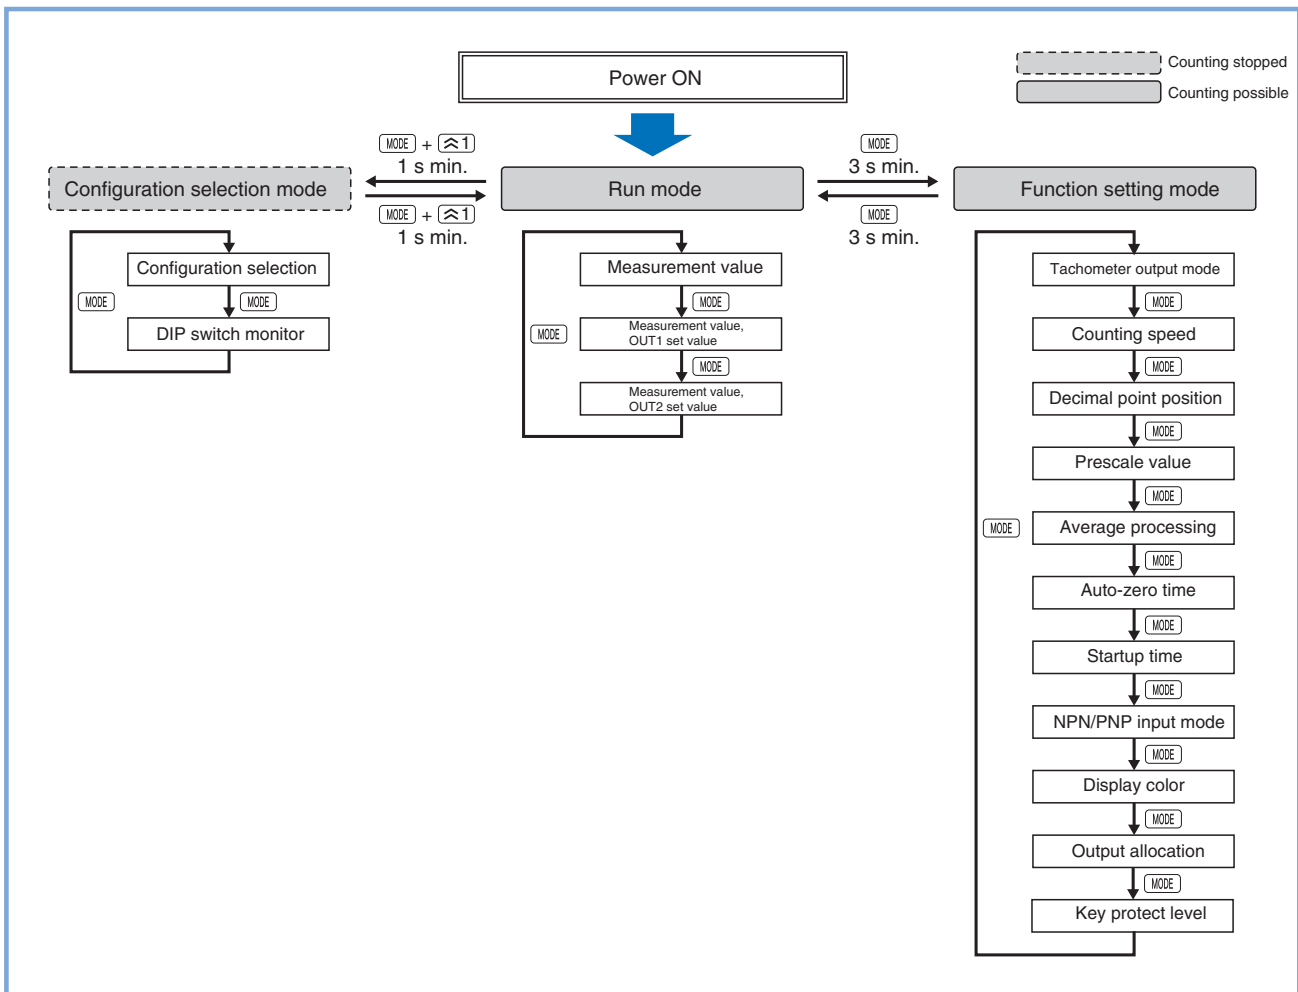 Power ON
Counting stopped
Counting possible
MODE + 1
1 s min.
MODE
3 s min.
Configuration selection mode
Run mode
Function setting mode
MODE + 1
1 s min.
MODE
3 s min.
Configuration selection
MODE
MODE
DIP switch monitor
Measurement value
MODE
MODE
Measurement value,
OUT1 set value
MODE
Measurement value,
OUT2 set value
Tachometer output mode
MODE
Counting speed
MODE
Decimal point position
MODE
Prescale value
MODE
MODE
Average processing
MODE
Auto-zero time
MODE
Startup time
MODE
NPN/PNP input mode
MODE
Display color
MODE
Output allocation
MODE
Key protect level